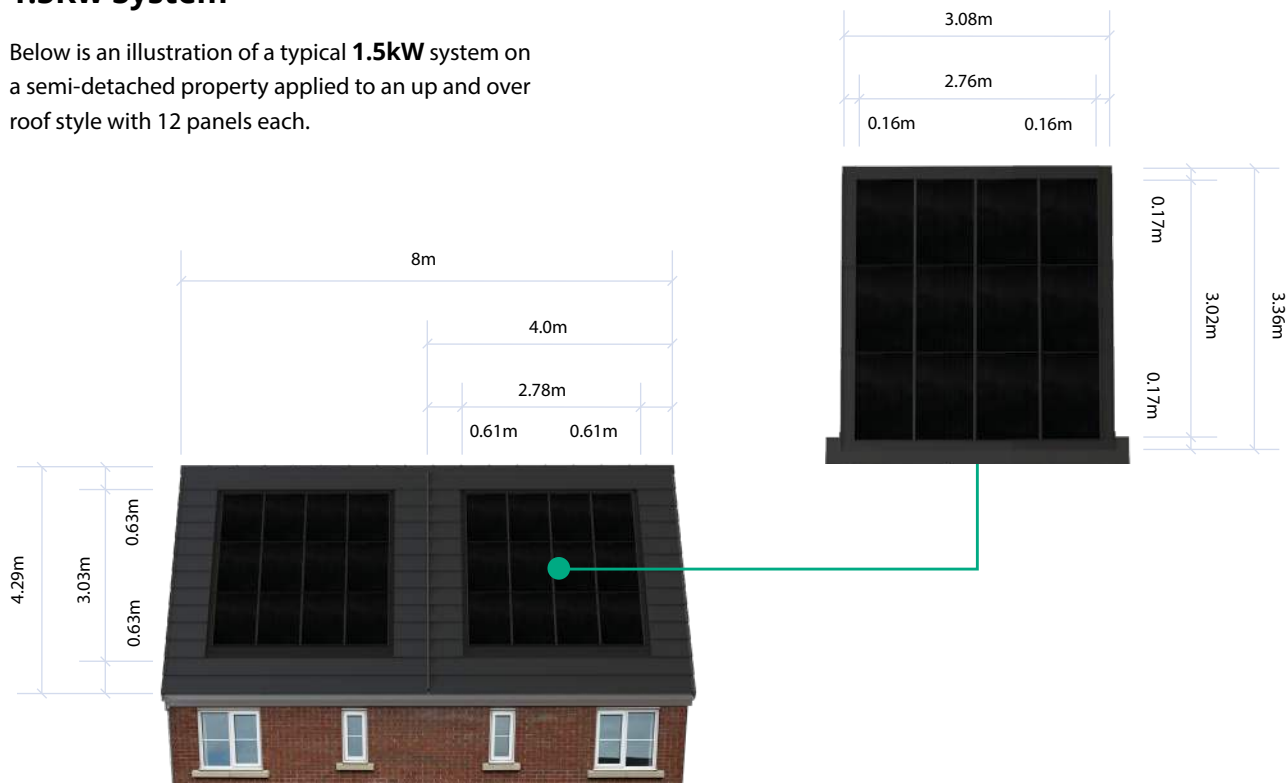 1.5kW System
Below is an illustration of a typical 1.5kW system on
a semi-detached property applied to an up and over
roof style with 12 panels each.
3.08m
2.76m
0.16m 0.16m
0.17m
3.02m
3.36m
0.17m
8m
4.0m
2.78m
0.61m 0.61m
4.29m
3.03m
0.63m
0.63m